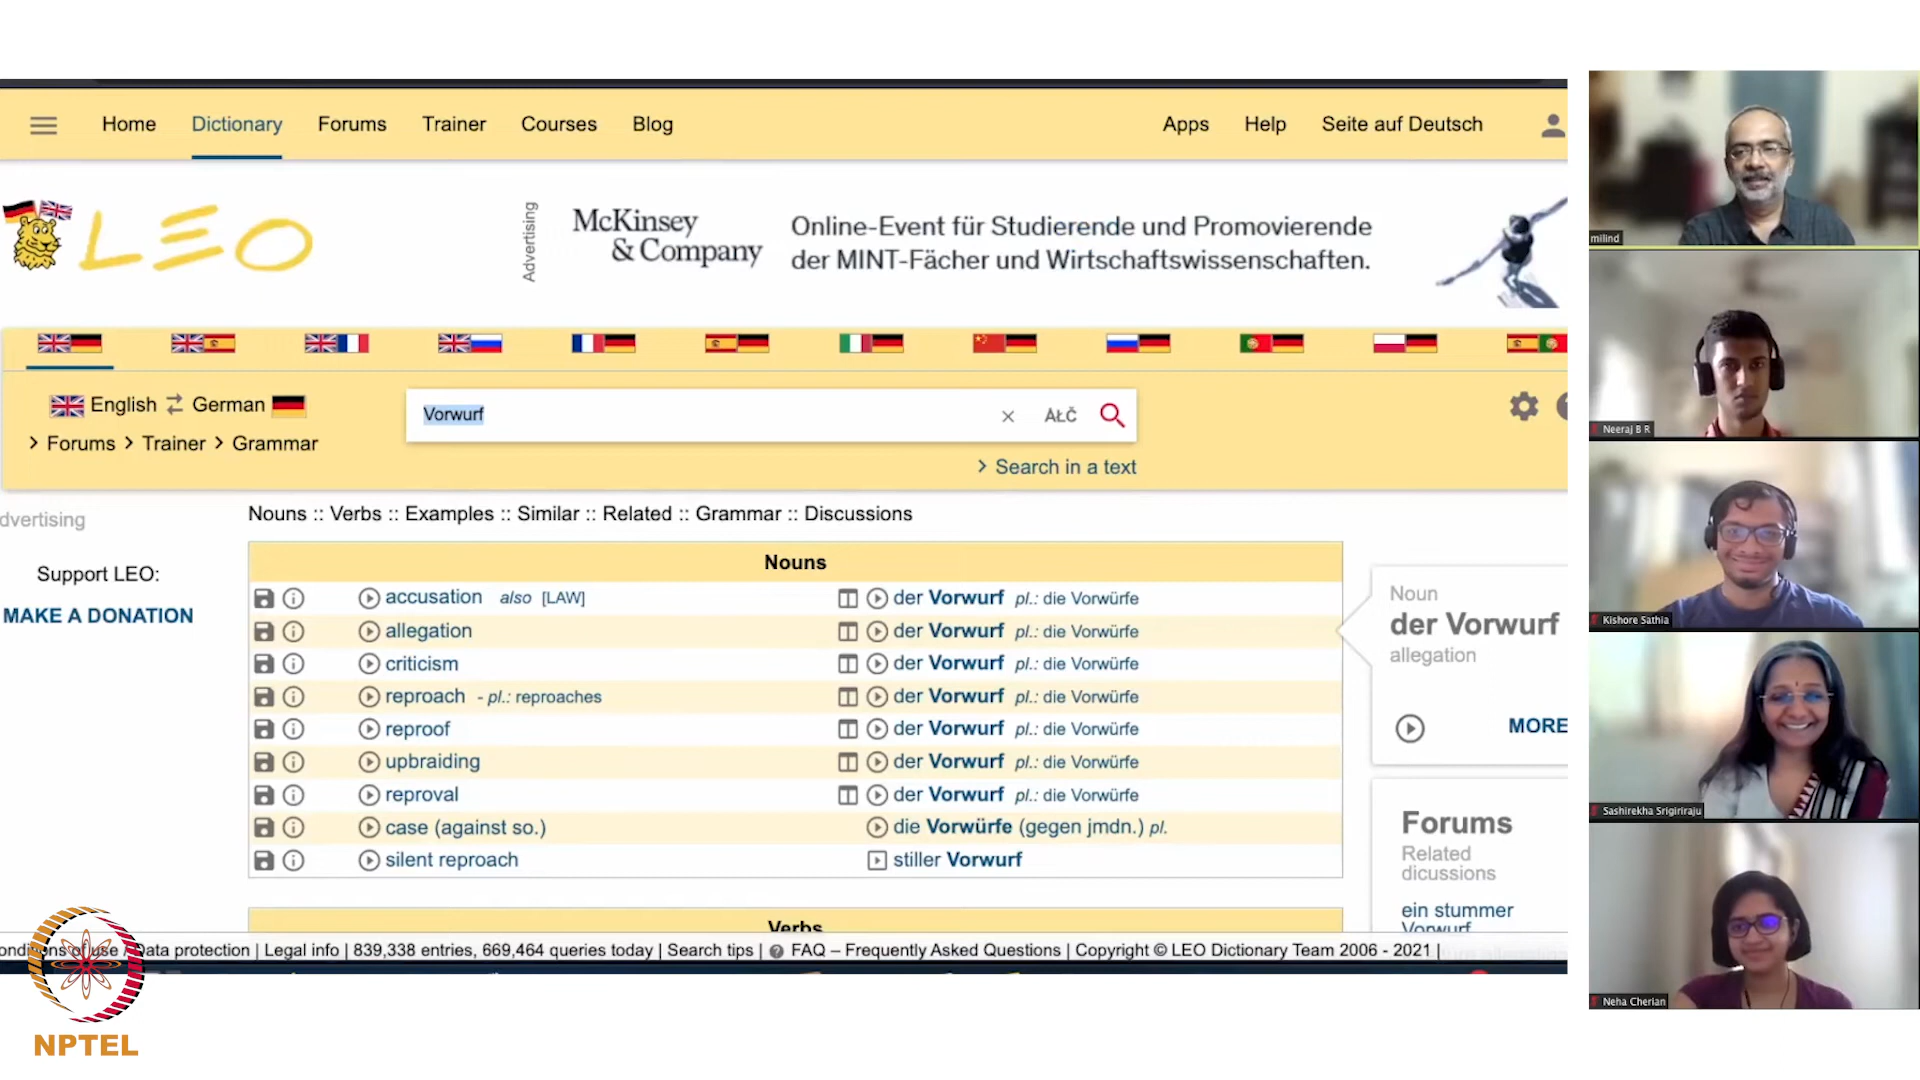 Home Dictionary Forums Trainer Courses Blog Apps Help Seite auf Deutsch
LEO
Advertising
McKinsey & Company
Online-Event für Studierende und Promovierende
der MINT-Fächer und Wirtschaftswissenschaften.
English German
Forums Trainer Grammar
Vorwurf
ÄŁČ
Search in a text
dvertising
Support LEO:
MAKE A DONATION
Nouns :: Verbs :: Examples :: Similar :: Related :: Grammar :: Discussions
Nouns
accusation also [LAW] der Vorwurf pl.: die Vorwürfe
allegation der Vorwurf pl.: die Vorwürfe
criticism der Vorwurf pl.: die Vorwürfe
reproach - pl.: reproaches der Vorwurf pl.: die Vorwürfe
reproof der Vorwurf pl.: die Vorwürfe
upbraiding der Vorwurf pl.: die Vorwürfe
reproval der Vorwurf pl.: die Vorwürfe
case (against so.) die Vorwürfe (gegen jmdn.) pl.
silent reproach stiller Vorwurf
Verbs
Noun
der Vorwurf
allegation
MORE
Forums
Related
dicussions
ein stummer
Vorwurf
onditions of use / Data protection | Legal info | 839,338 entries, 669,464 queries today | Search tips | FAQ – Frequently Asked Questions | Copyright © LEO Dictionary Team 2006 - 2021 |
NPTEL
milind
Neeraj B R
Kishore Sathia
Sashirekha Srigiriraju
Neha Cherian